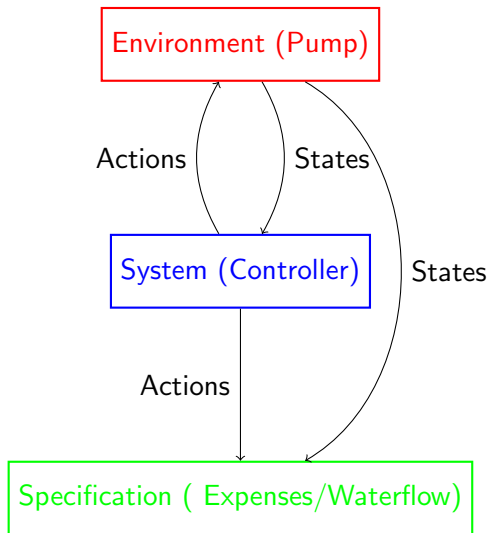 Environment (Pump)
Actions
States
System (Controller)
States
Actions
Specification ( Expenses/Waterflow)